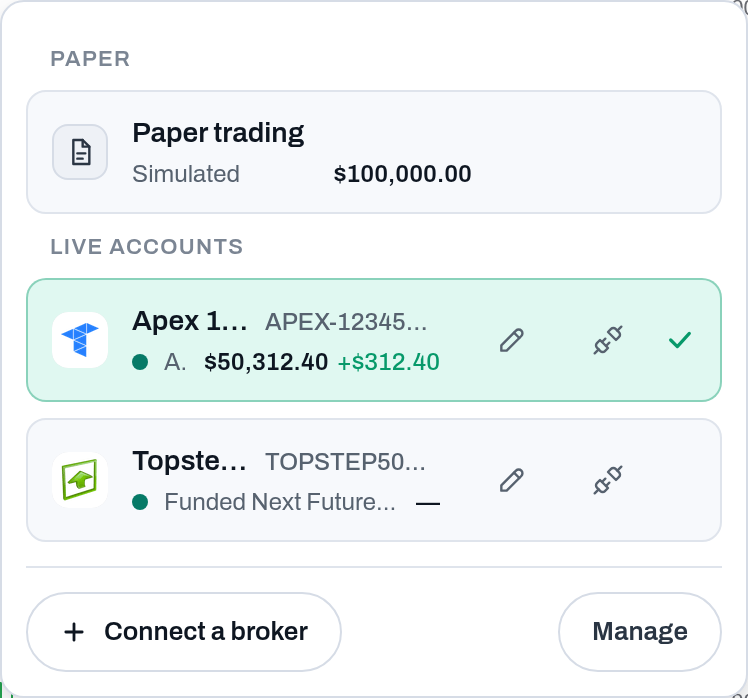 PAPER
Paper trading
Simulated $100,000.00
LIVE ACCOUNTS
Apex 1... APEX-12345...
A. $50,312.40 +$312.40
Topste... TOPSTEP50...
Funded Next Future... —
Connect a broker
Manage